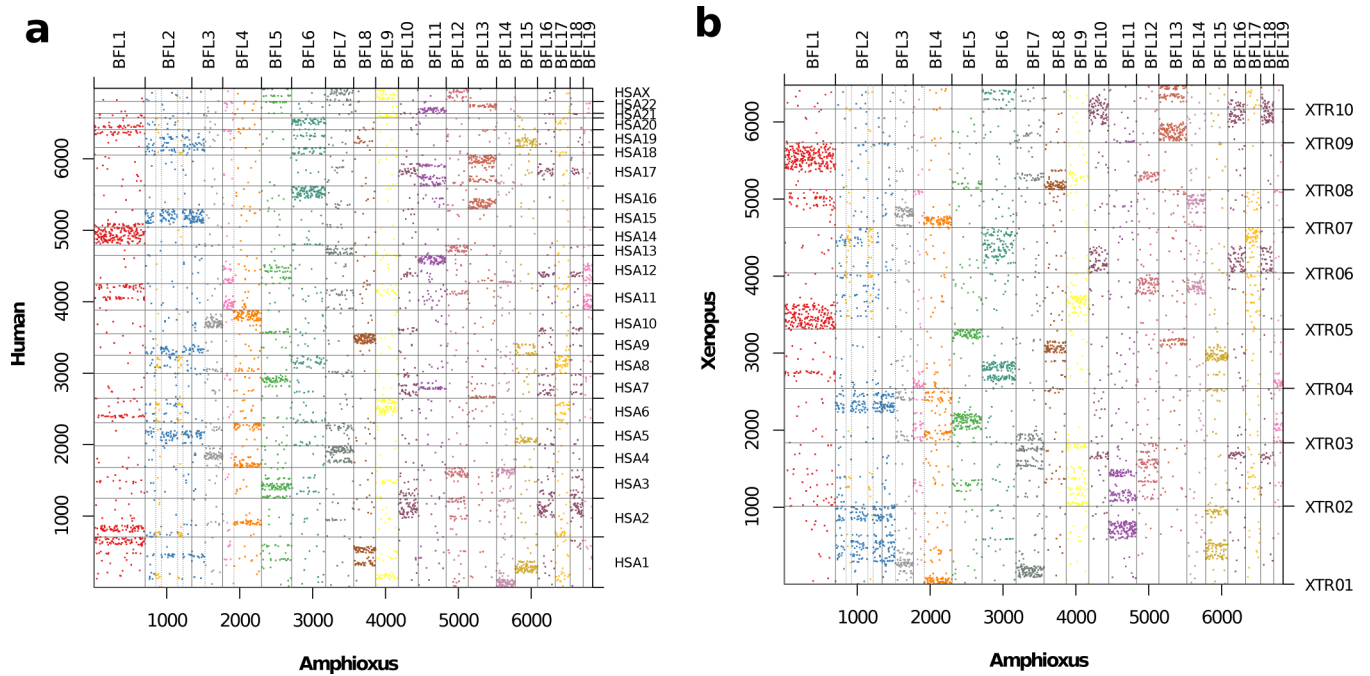 a
BFL1 BFL2 BFL3 BFL4 BFL5 BFL6 BFL7 BFL8 BFL9 BFL10 BFL11 BFL12 BFL13 BFL14 BFL15 BFL16 BFL17 BFL18 BFL19
HSAX
HSA22
HSA21
HSA20
HSA19
HSA18
HSA17
HSA16
HSA15
HSA14
HSA13
HSA12
HSA11
HSA10
HSA9
HSA8
HSA7
HSA6
HSA5
HSA4
HSA3
HSA2
HSA1
6000
5000
4000
3000
2000
1000
Human
1000 2000 3000 4000 5000 6000
Amphioxus
b
BFL1 BFL2 BFL3 BFL4 BFL5 BFL6 BFL7 BFL8 BFL9 BFL10 BFL11 BFL12 BFL13 BFL14 BFL15 BFL16 BFL17 BFL18 BFL19
XTR10
XTR09
XTR08
XTR07
XTR06
XTR05
XTR04
XTR03
XTR02
XTR01
6000
5000
4000
3000
2000
1000
Xenopus
1000 2000 3000 4000 5000 6000
Amphioxus